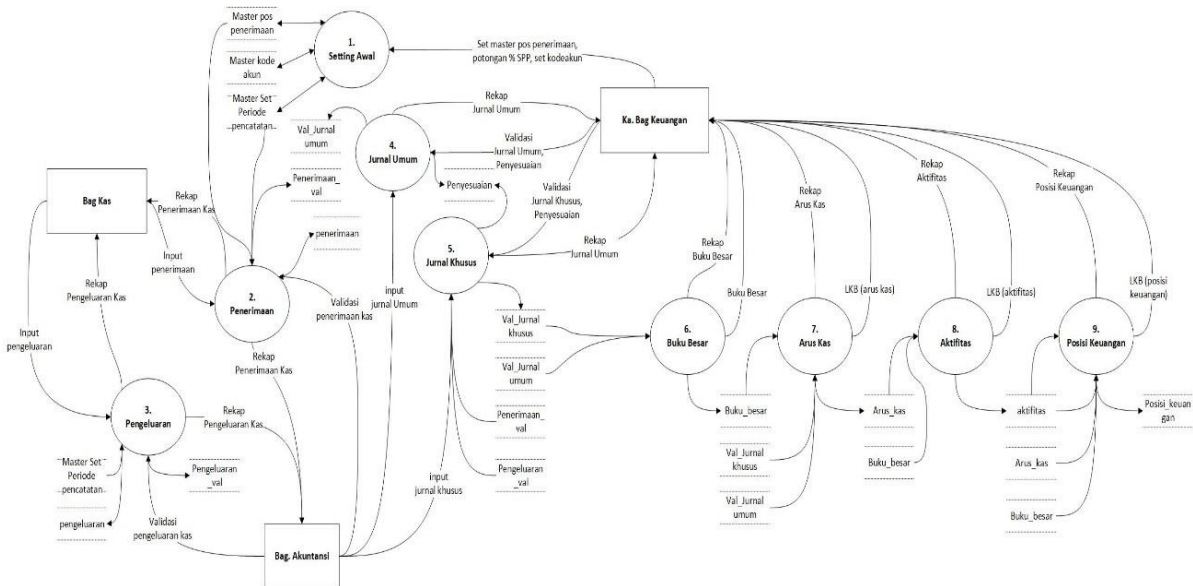 Master pos
penerimaan
1.
Setting Awal
Master kode
akun
Master Set
Periode
pencatatan
Set master pos penerimaan,
potongan % SPP, set kodeakun
Rekap
Jurnal Umum
Ka. Bag Keuangan
Val_Jurnal
umum
4.
Jurnal Umum
Validasi
Jurnal Umum,
Penyesuaian
Penyesuaian
Validasi
Jurnal Khusus,
Penyesuaian
Rekap
Jurnal Umum
Bag Kas
Rekap
Penerimaan Kas
Penerimaan
_val
penerimaan
Input
penerimaan
2.
Penerimaan
Validasi
penerimaan kas
input
jurnal Umum
5.
Jurnal Khusus
Rekap
Pengeluaran Kas
Input
pengeluaran
Rekap
Penerimaan Kas
3.
Pengeluaran
Rekap
Pengeluaran Kas
Master Set
Periode
pencatatan
Pengeluaran
_val
pengeluaran
Validasi
pengeluaran kas
Bag. Akuntansi
input
jurnal khusus
Val_Jurnal
khusus
Val_Jurnal
umum
Penerimaan
_val
Pengeluaran
_val
Rekap
Buku Besar
Buku Besar
6.
Buku Besar
Buku_besar
Val_Jurnal
khusus
Val_Jurnal
umum
Rekap
Arus Kas
LKB (arus kas)
7.
Arus Kas
Arus_kas
Buku_besar
Rekap
Aktifitas
LKB (aktifitas)
8.
Aktifitas
aktifitas
Arus_kas
Buku_besar
Rekap
Posisi Keuangan
LKB (posisi
keuangan)
9.
Posisi Keuangan
Posisi_keuan
gan